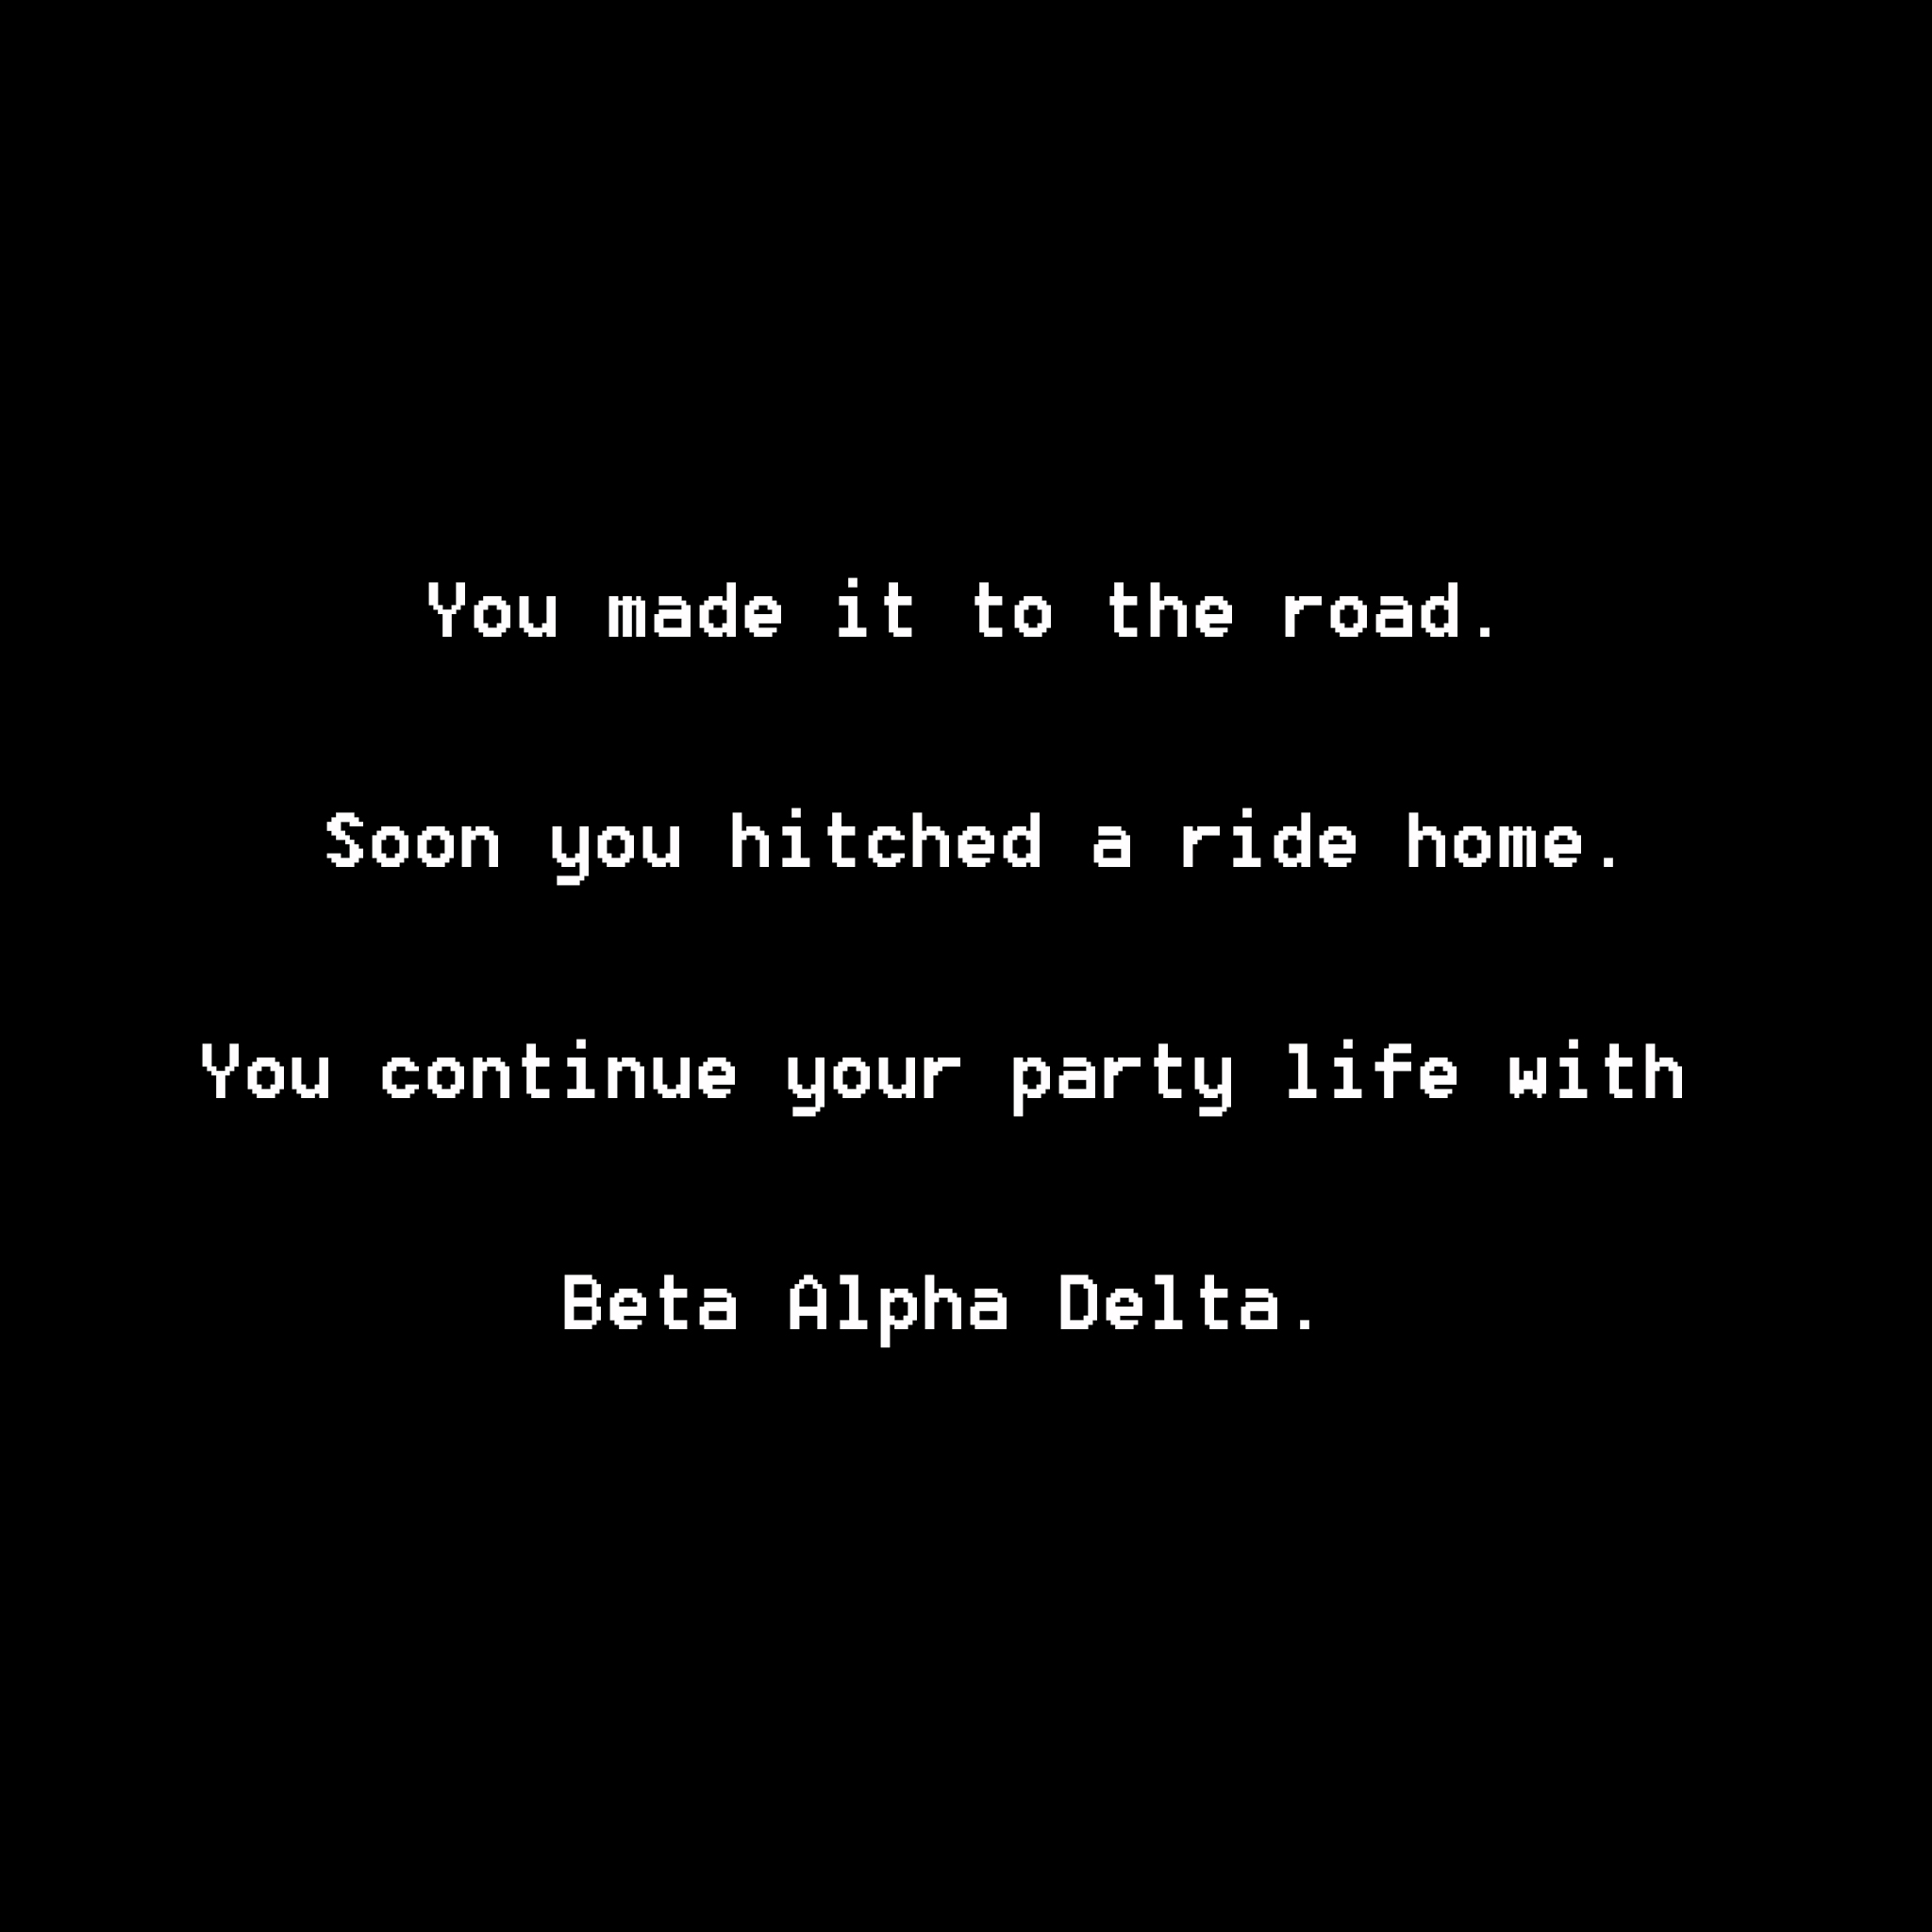 You made it to the road.
Soon you hitched a ride home.
You continue your party life with
Beta Alpha Delta.